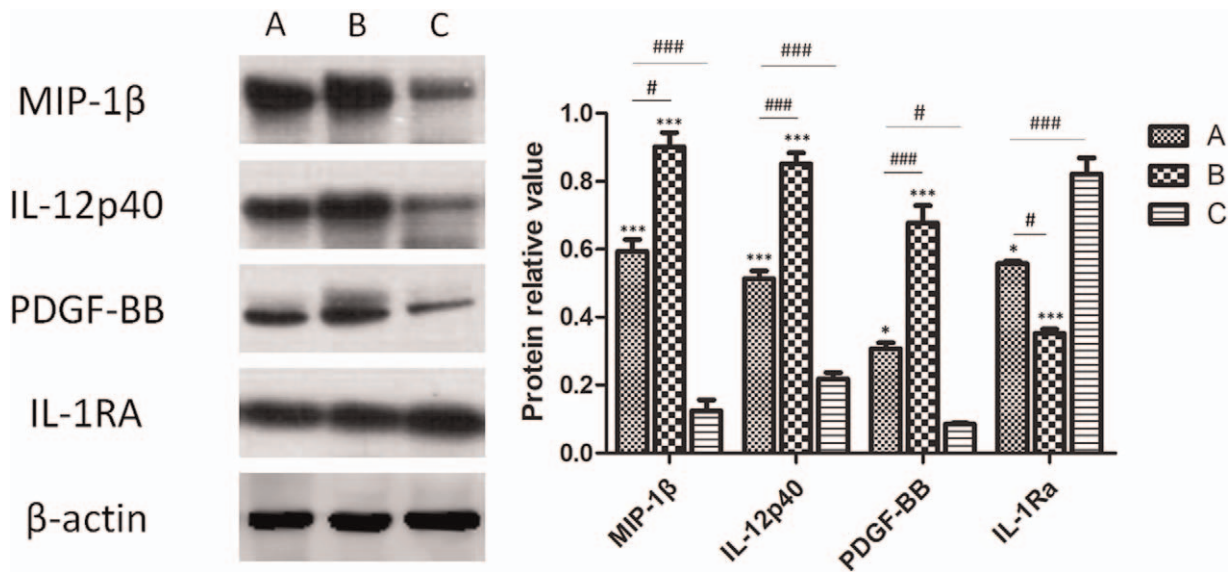 A B C
MIP-1β
IL-12p40
PDGF-BB
IL-1RA
β-actin
### ### # ###
# ### ### #
*** *** *** *** * *** * ***
Protein relative value
1.0
0.8
0.6
0.4
0.2
0.0
MIP-1β
IL-12p40
PDGF-BB
IL-1Ra
A
B
C